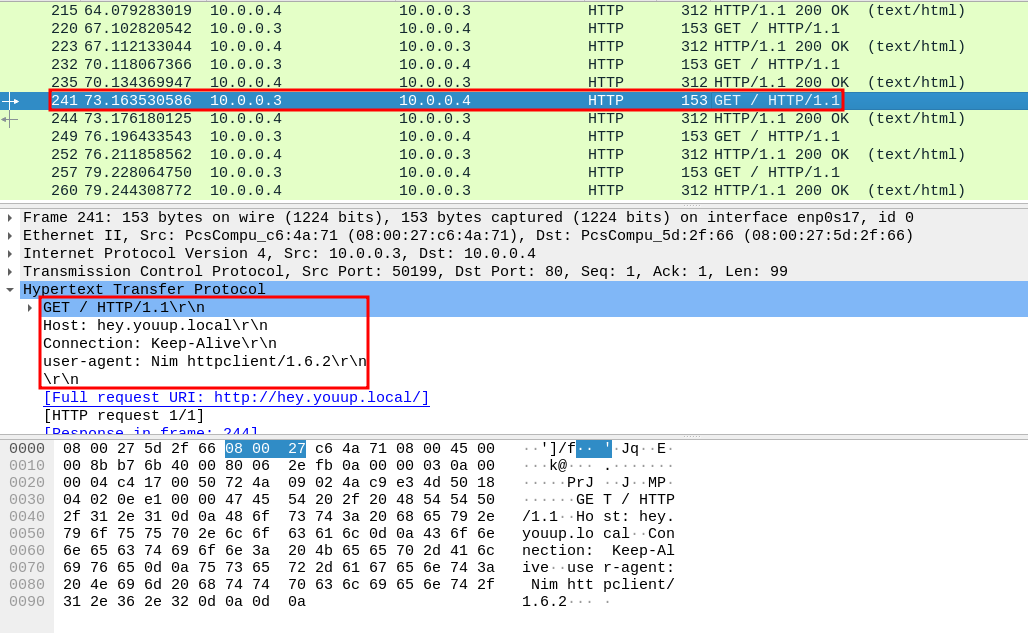 215 64.079283019 10.0.0.4 10.0.0.3 HTTP 312 HTTP/1.1 200 OK (text/html)
220 67.102820542 10.0.0.3 10.0.0.4 HTTP 153 GET / HTTP/1.1
223 67.112133044 10.0.0.4 10.0.0.3 HTTP 312 HTTP/1.1 200 OK (text/html)
232 70.118067366 10.0.0.3 10.0.0.4 HTTP 153 GET / HTTP/1.1
235 70.134369947 10.0.0.4 10.0.0.3 HTTP 312 HTTP/1.1 200 OK (text/html)
241 73.163530586 10.0.0.3 10.0.0.4 HTTP 153 GET / HTTP/1.1
244 73.176180125 10.0.0.4 10.0.0.3 HTTP 312 HTTP/1.1 200 OK (text/html)
249 76.196433543 10.0.0.3 10.0.0.4 HTTP 153 GET / HTTP/1.1
252 76.211858562 10.0.0.4 10.0.0.3 HTTP 312 HTTP/1.1 200 OK (text/html)
257 79.228064750 10.0.0.3 10.0.0.4 HTTP 153 GET / HTTP/1.1
260 79.244308772 10.0.0.4 10.0.0.3 HTTP 312 HTTP/1.1 200 OK (text/html)
Frame 241: 153 bytes on wire (1224 bits), 153 bytes captured (1224 bits) on interface enp0s17, id 0
Ethernet II, Src: PcsCompu_c6:4a:71 (08:00:27:c6:4a:71), Dst: PcsCompu_5d:2f:66 (08:00:27:5d:2f:66)
Internet Protocol Version 4, Src: 10.0.0.3, Dst: 10.0.0.4
Transmission Control Protocol, Src Port: 50199, Dst Port: 80, Seq: 1, Ack: 1, Len: 99
Hypertext Transfer Protocol
GET / HTTP/1.1\r\n
Host: hey.youup.local\r\n
Connection: Keep-Alive\r\n
user-agent: Nim httpclient/1.6.2\r\n
\r\n
[Full request URI: http://hey.youup.local/]
[HTTP request 1/1]
[Response in frame: 244]
0000 08 00 27 5d 2f 66 08 00 27 c6 4a 71 08 00 45 00 ··']/f·· '·Jq··E·
0010 00 8b b7 6b 40 00 80 06 2e fb 0a 00 00 03 0a 00 ···k@··· .·······
0020 00 04 c4 17 00 50 72 4a 09 02 4a c9 e3 4d 50 18 ·····PrJ ··J··MP·
0030 04 02 0e e1 00 00 47 45 54 20 2f 20 48 54 54 50 ······GE T / HTTP
0040 2f 31 2e 31 0d 0a 48 6f 73 74 3a 20 68 65 79 2e /1.1··Ho st: hey.
0050 79 6f 75 75 70 2e 6c 6f 63 61 6c 0d 0a 43 6f 6e youup.lo cal··Con
0060 6e 65 63 74 69 6f 6e 3a 20 4b 65 65 70 2d 41 6c nection: Keep-Al
0070 69 76 65 0d 0a 75 73 65 72 2d 61 67 65 6e 74 3a ive··use r-agent:
0080 20 4e 69 6d 20 68 74 74 70 63 6c 69 65 6e 74 2f Nim htt pclient/
0090 31 2e 36 2e 32 0d 0a 0d 0a 1.6.2··· ·